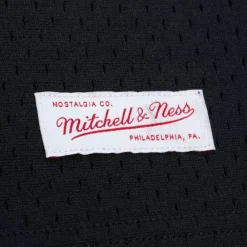 NOSTALGIA CO.
Mitchell & Ness
PHILADELPHIA, PA.